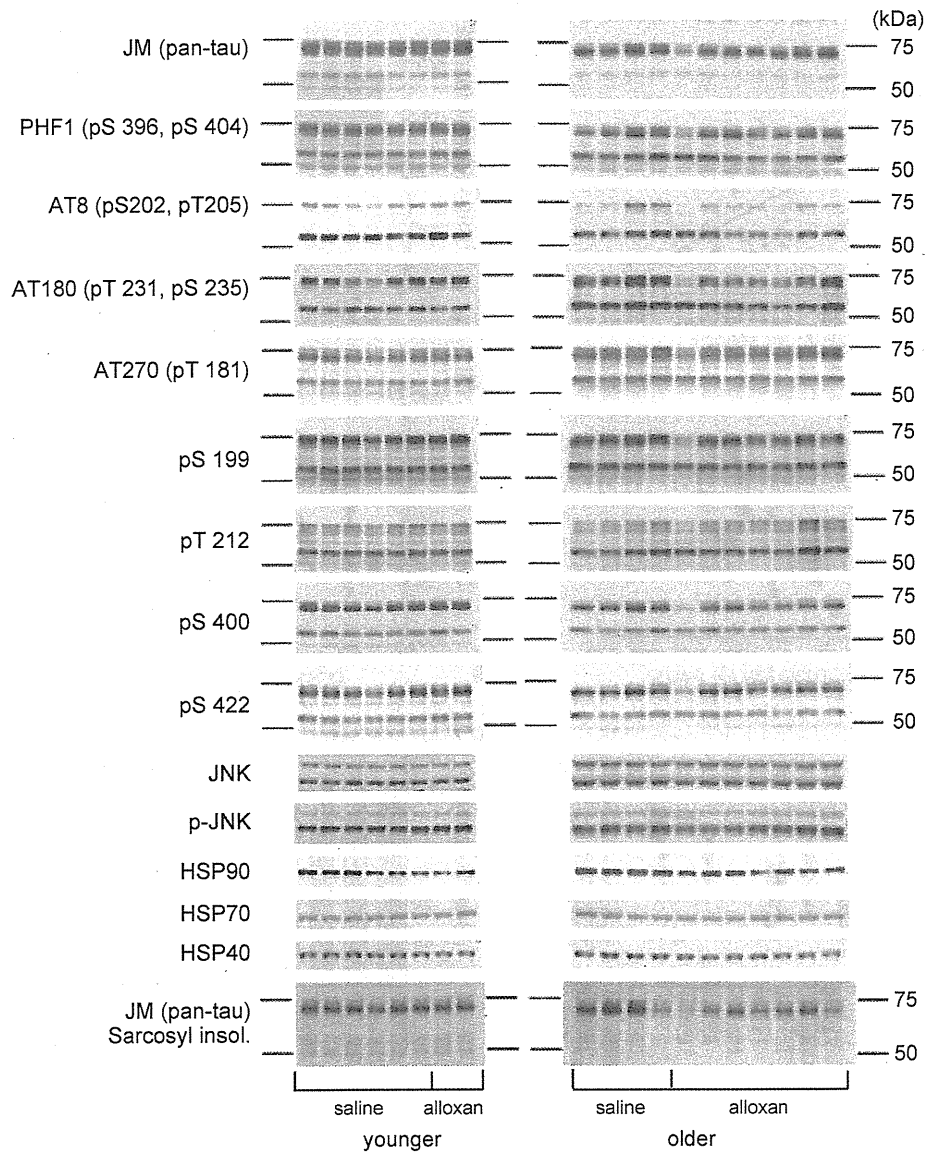 (kDa)
JM (pan-tau)
75
50
PHF1 (pS 396, pS 404)
75
50
AT8 (pS202, pT205)
75
50
AT180 (pT 231, pS 235)
75
50
AT270 (pT 181)
75
50
pS 199
75
50
pT 212
75
50
pS 400
75
50
pS 422
75
50
JNK
p-JNK
HSP90
HSP70
HSP40
JM (pan-tau)
Sarcosyl insol.
75
50
saline alloxan saline alloxan
younger older